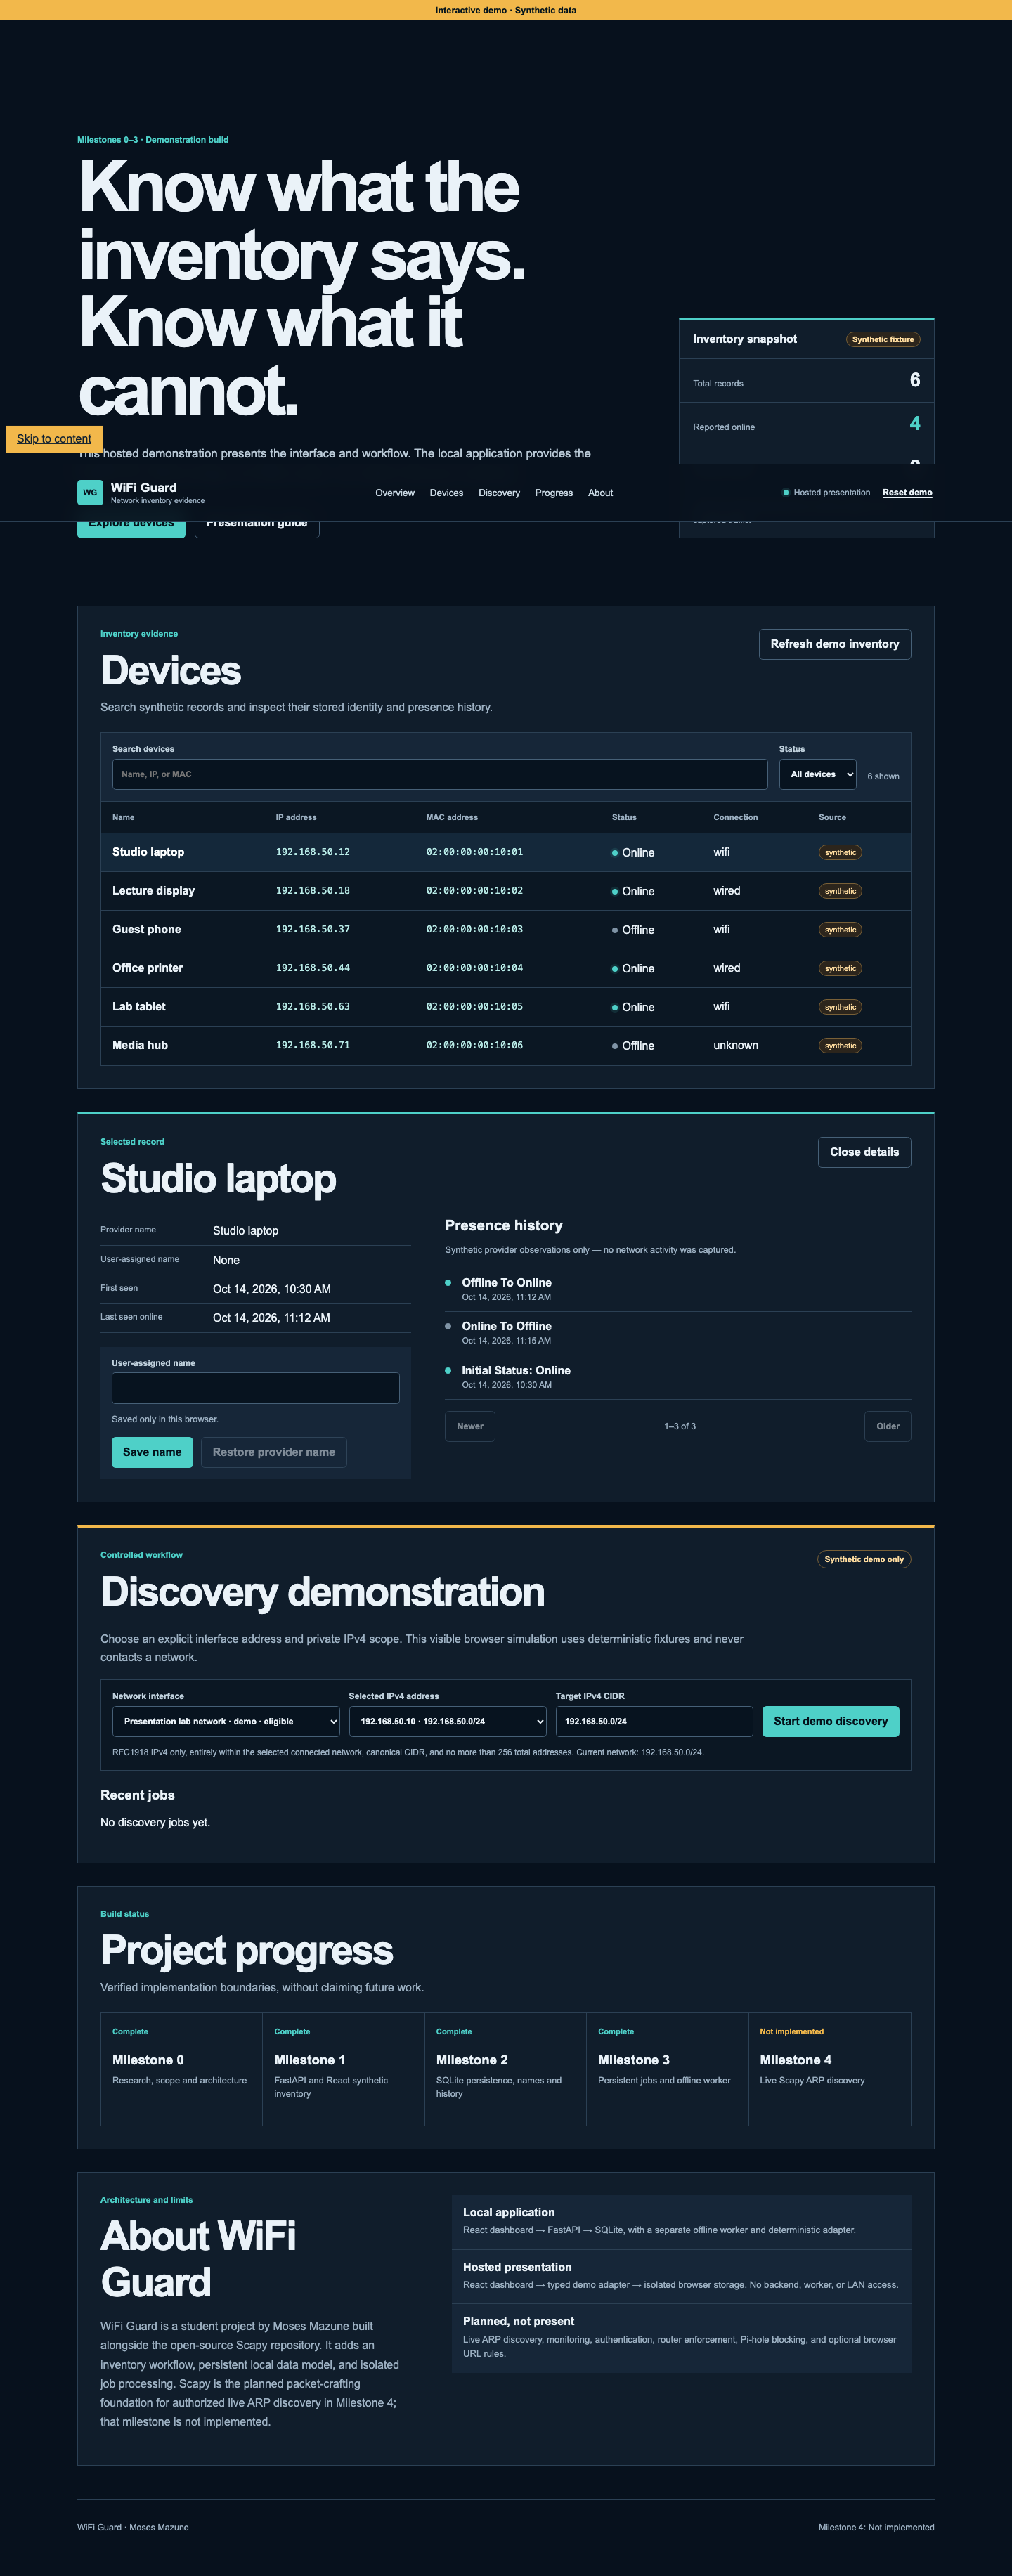 Interactive demo · Synthetic data
Milestones 0–3 · Demonstration build
Know what the
inventory says.
Know what it
cannot.
Inventory snapshot
Synthetic fixture
Total records
6
Reported online
4
Skip to content
This hosted demonstration presents the interface and workflow. The local application provides the
WG
WiFi Guard
Network inventory evidence
Overview
Devices
Discovery
Progress
About
Hosted presentation
Reset demo
Explore devices
Presentation guide
Inventory evidence
Devices
Search synthetic records and inspect their stored identity and presence history.
Refresh demo inventory
Search devices
Name, IP, or MAC
Status
All devices
6 shown
Name IP address MAC address Status Connection Source
Studio laptop 192.168.50.12 02:00:00:00:10:01 Online wifi synthetic
Lecture display 192.168.50.18 02:00:00:00:10:02 Online wired synthetic
Guest phone 192.168.50.37 02:00:00:00:10:03 Offline wifi synthetic
Office printer 192.168.50.44 02:00:00:00:10:04 Online wired synthetic
Lab tablet 192.168.50.63 02:00:00:00:10:05 Online wifi synthetic
Media hub 192.168.50.71 02:00:00:00:10:06 Offline unknown synthetic
Selected record
Studio laptop
Close details
Provider name Studio laptop
User-assigned name None
First seen Oct 14, 2026, 10:30 AM
Last seen online Oct 14, 2026, 11:12 AM
User-assigned name
Saved only in this browser.
Save name
Restore provider name
Presence history
Synthetic provider observations only — no network activity was captured.
Offline To Online
Oct 14, 2026, 11:12 AM
Online To Offline
Oct 14, 2026, 11:15 AM
Initial Status: Online
Oct 14, 2026, 10:30 AM
Newer
1–3 of 3
Older
Controlled workflow
Discovery demonstration
Synthetic demo only
Choose an explicit interface address and private IPv4 scope. This visible browser simulation uses deterministic fixtures and never
contacts a network.
Network interface
Presentation lab network · demo · eligible
Selected IPv4 address
192.168.50.10 · 192.168.50.0/24
Target IPv4 CIDR
192.168.50.0/24
Start demo discovery
RFC1918 IPv4 only, entirely within the selected connected network, canonical CIDR, and no more than 256 total addresses. Current network: 192.168.50.0/24.
Recent jobs
No discovery jobs yet.
Build status
Project progress
Verified implementation boundaries, without claiming future work.
Complete
Milestone 0
Research, scope and architecture
Complete
Milestone 1
FastAPI and React synthetic
inventory
Complete
Milestone 2
SQLite persistence, names and
history
Complete
Milestone 3
Persistent jobs and offline worker
Not implemented
Milestone 4
Live Scapy ARP discovery
Architecture and limits
About WiFi
Guard
WiFi Guard is a student project by Moses Mazune built
alongside the open-source Scapy repository. It adds an
inventory workflow, persistent local data model, and isolated
job processing. Scapy is the planned packet-crafting
foundation for authorized live ARP discovery in Milestone 4;
that milestone is not implemented.
Local application
React dashboard → FastAPI → SQLite, with a separate offline worker and deterministic adapter.
Hosted presentation
React dashboard → typed demo adapter → isolated browser storage. No backend, worker, or LAN access.
Planned, not present
Live ARP discovery, monitoring, authentication, router enforcement, Pi-hole blocking, and optional browser
URL rules.
WiFi Guard · Moses Mazune
Milestone 4: Not implemented